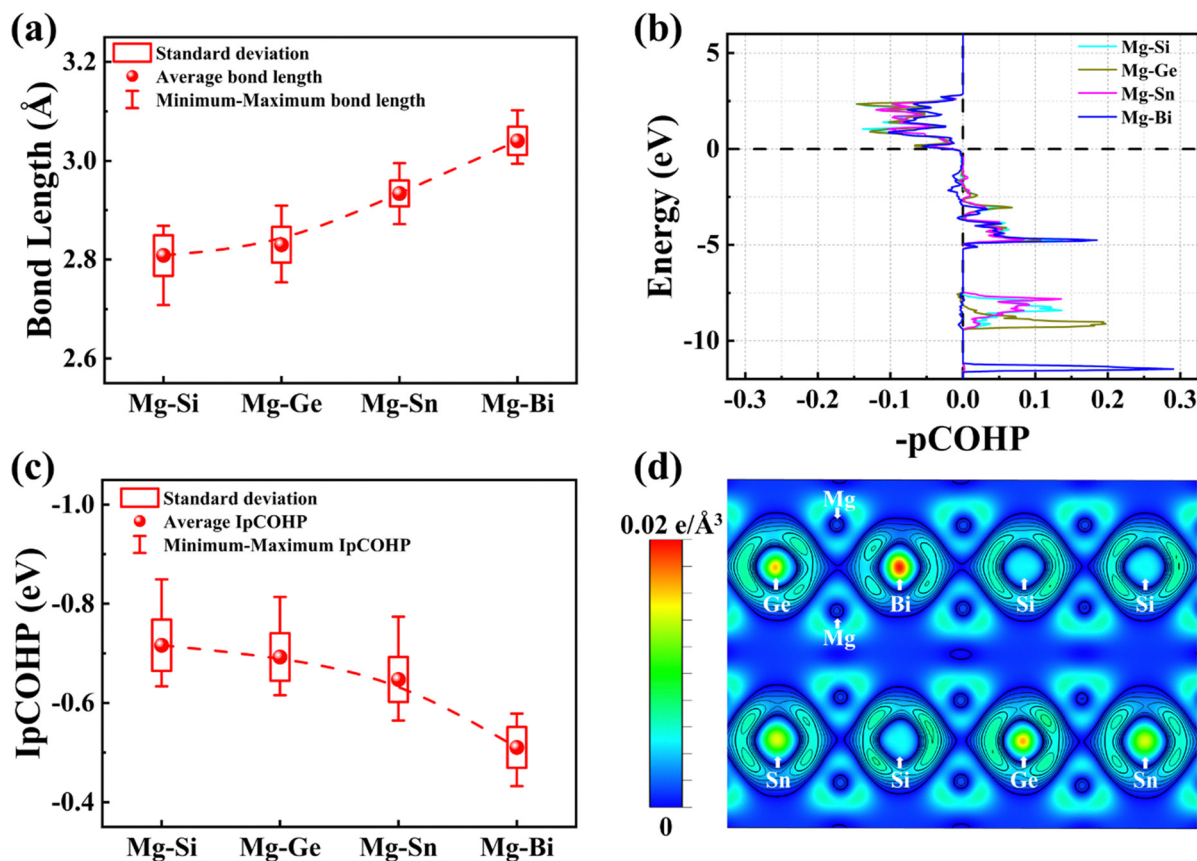 (a)
Bond Length (Å)
3.2
3.0
2.8
2.6
Standard deviation
Average bond length
Minimum-Maximum bond length
Mg-Si Mg-Ge Mg-Sn Mg-Bi
(b)
Energy (eV)
5
0
-5
-10
Mg-Si
Mg-Ge
Mg-Sn
Mg-Bi
-0.3 -0.2 -0.1 0.0 0.1 0.2 0.3
-pCOHP
(c)
IpCOHP (eV)
-1.0
-0.8
-0.6
-0.4
Standard deviation
Average IpCOHP
Minimum-Maximum IpCOHP
Mg-Si Mg-Ge Mg-Sn Mg-Bi
(d)
0.02 e/Å³
0
Mg
Ge Bi Si Si
Mg
Sn Si Ge Sn